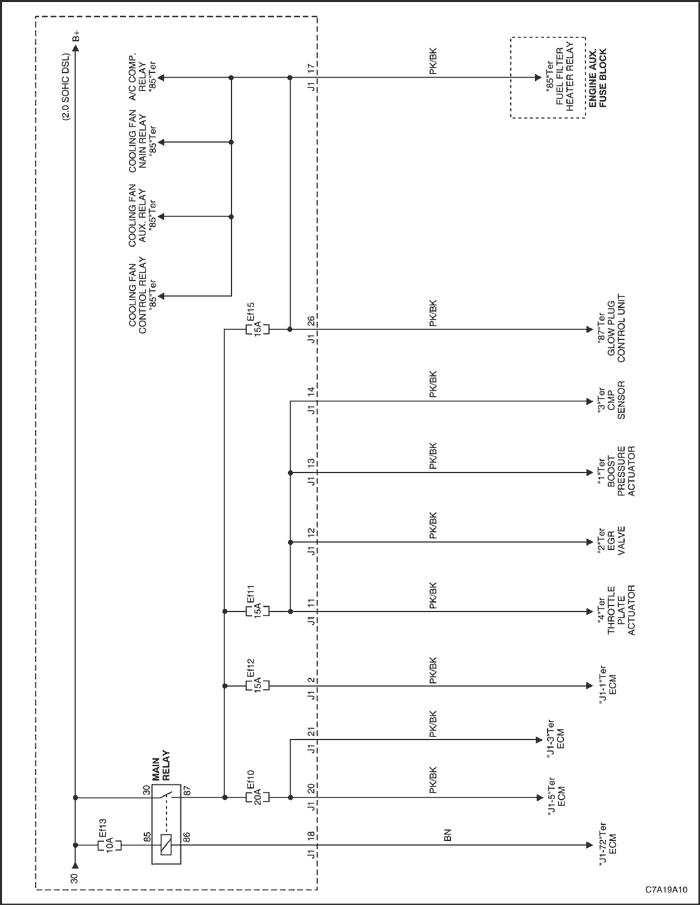 30
(2.0 SOHC DSL)
B+
Ef13
10A
MAIN
RELAY
85
30
86
87
COOLING FAN
CONTROL RELAY
"85"Ter
COOLING FAN
AUX. RELAY
"85"Ter
COOLING FAN
NAIN RELAY
"85"Ter
A/C COMP.
RELAY
"85"Ter
Ef10
20A
Ef12
15A
Ef11
15A
Ef15
15A
J1 18
J1 20
J1 21
J1 2
J1 11
J1 12
J1 13
J1 14
J1 26
J1 17
BN
PK/BK
PK/BK
PK/BK
PK/BK
PK/BK
PK/BK
PK/BK
PK/BK
PK/BK
"J1-72"Ter
ECM
"J1-5"Ter
ECM
"J1-3"Ter
ECM
"J1-1"Ter
ECM
"4"Ter
THROTTLE
PLATE
ACTUATOR
"2"Ter
EGR
VALVE
"1"Ter
BOOST
PRESSURE
ACTUATOR
"3"Ter
CMP
SENSOR
"87"Ter
GLOW PLUG
CONTROL UNIT
"85"Ter
FUEL FILTER
HEATER RELAY
ENGINE AUX.
FUSE BLOCK
C7A19A10